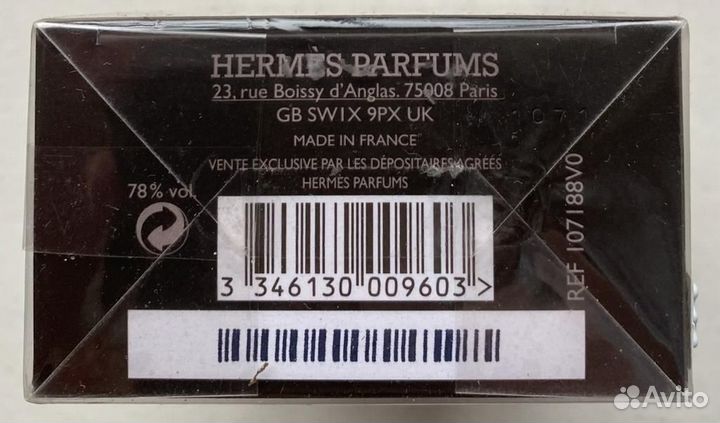 HERMÈS PARFUMS
23, rue Boissy d'Anglas. 75008 Paris
GB SW1X 9PX UK
1071
MADE IN FRANCE
VENTE EXCLUSIVE PAR LES DÉPOSITAIRES AGRÉÉS
HERMÈS PARFUMS
78% vol.
3 346130 009603 >
REF 107188V0
Avito